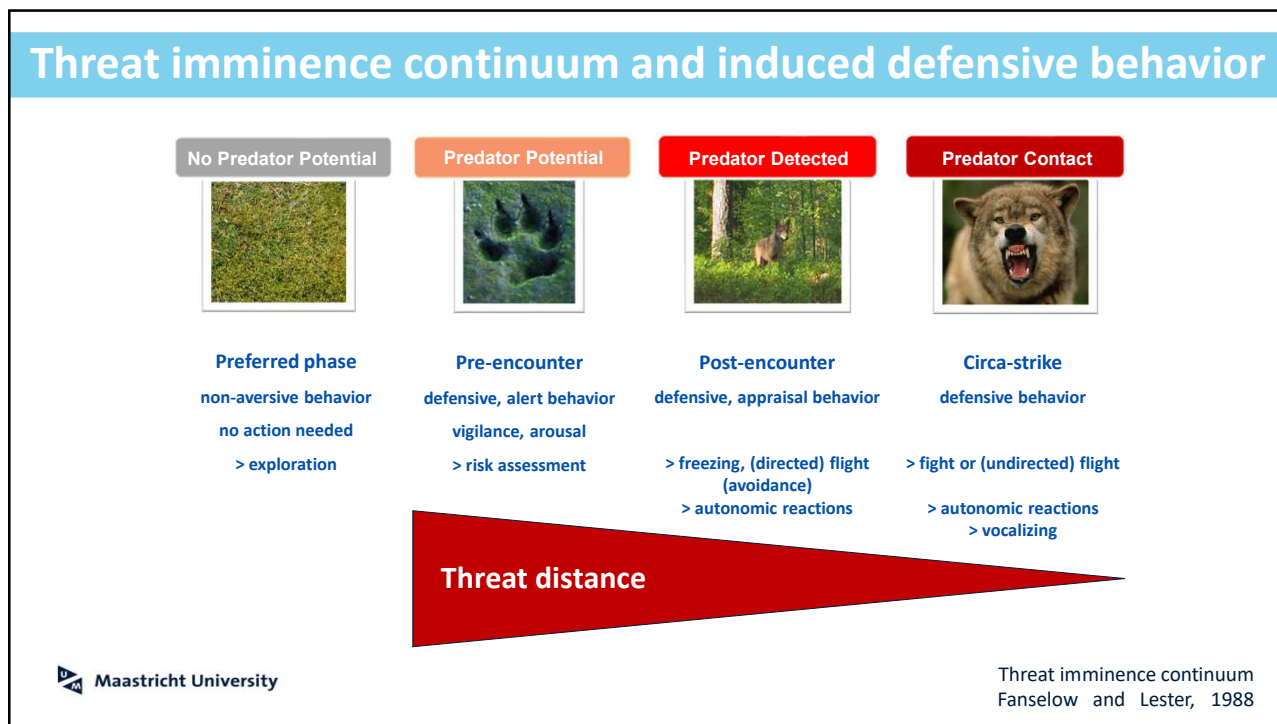 Threat imminence continuum and induced defensive behavior
No Predator Potential
Predator Potential
Predator Detected
Predator Contact
Preferred phase
non-aversive behavior
no action needed
> exploration
Pre-encounter
defensive, alert behavior
vigilance, arousal
> risk assessment
Post-encounter
defensive, appraisal behavior
> freezing, (directed) flight
(avoidance)
> autonomic reactions
Circa-strike
defensive behavior
> fight or (undirected) flight
> autonomic reactions
> vocalizing
Threat distance
UM Maastricht University
Threat imminence continuum
Fanselow and Lester, 1988